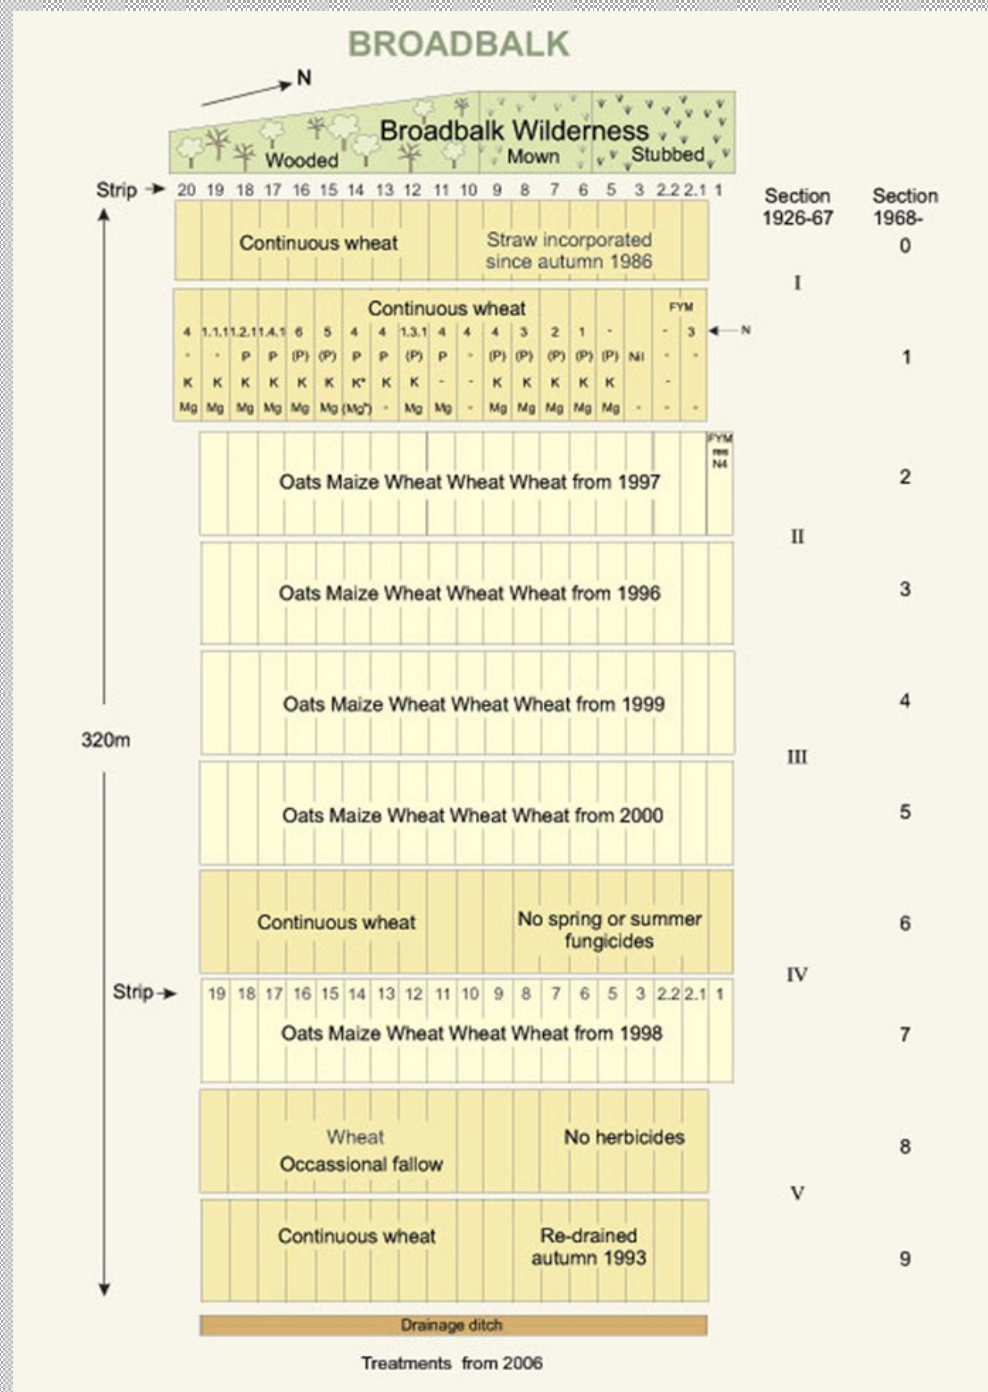 BROADBALK
N
Broadbalk Wilderness
Wooded
Mown
Stubbed
Strip 20 19 18 17 16 15 14 13 12 11 10 9 8 7 6 5 3 2.2 2.1 1
Section
1926-67
Section
1968-
Continuous wheat
Straw incorporated
since autumn 1986
0
I
Continuous wheat
FYM
4 1.1.1 1.2.1 1.4.1 6 5 4 4 1.3.1 4 4 4 3 2 1 - - 3 N
- - P P (P) (P) P P (P) P - (P) (P) (P) (P) (P) Nil - -
K K K K K K K* K K - - K K K K K - -
Mg Mg Mg Mg Mg Mg (Mg*) - Mg Mg - Mg Mg Mg Mg Mg - - -
1
FYM
res
N4
Oats Maize Wheat Wheat Wheat from 1997
2
II
Oats Maize Wheat Wheat Wheat from 1996
3
Oats Maize Wheat Wheat Wheat from 1999
4
320m
III
Oats Maize Wheat Wheat Wheat from 2000
5
Continuous wheat
No spring or summer
fungicides
6
IV
Strip 19 18 17 16 15 14 13 12 11 10 9 8 7 6 5 3 2.2 2.1 1
Oats Maize Wheat Wheat Wheat from 1998
7
Wheat
Occassional fallow
No herbicides
8
V
Continuous wheat
Re-drained
autumn 1993
9
Drainage ditch
Treatments from 2006